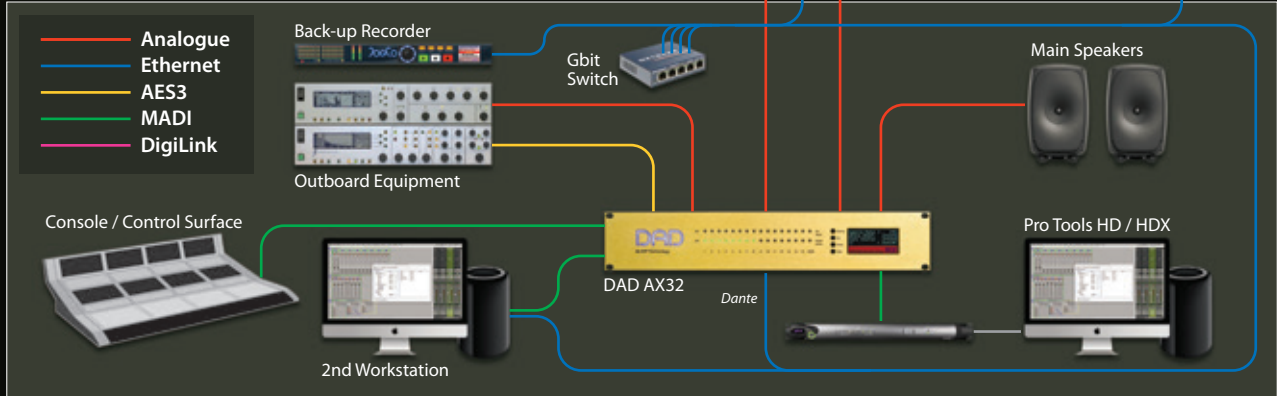 Analogue
Ethernet
AES3
MADI
DigiLink
Back-up Recorder
JoeCo
Gbit
Switch
Main Speakers
Outboard Equipment
Console / Control Surface
2nd Workstation
DAD
DAD AX32
Dante
Pro Tools HD / HDX